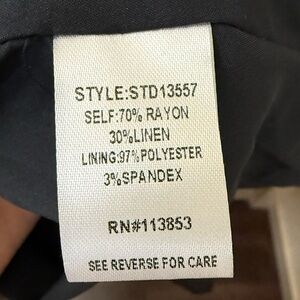 STYLE:STD13557
SELF:70% RAYON
30%LINEN
LINING:97%POLYESTER
3%SPANDEX
RN#113853
SEE REVERSE FOR CARE